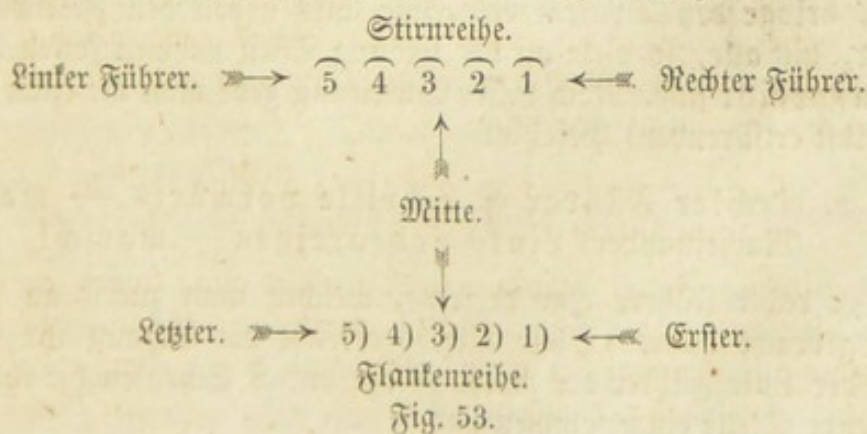 Stirnreihe.
Linker Führer. 5 4 3 2 1 Rechter Führer.
Mitte.
Letzter. 5) 4) 3) 2) 1) Erster.
Flankenreihe.
Fig. 53.